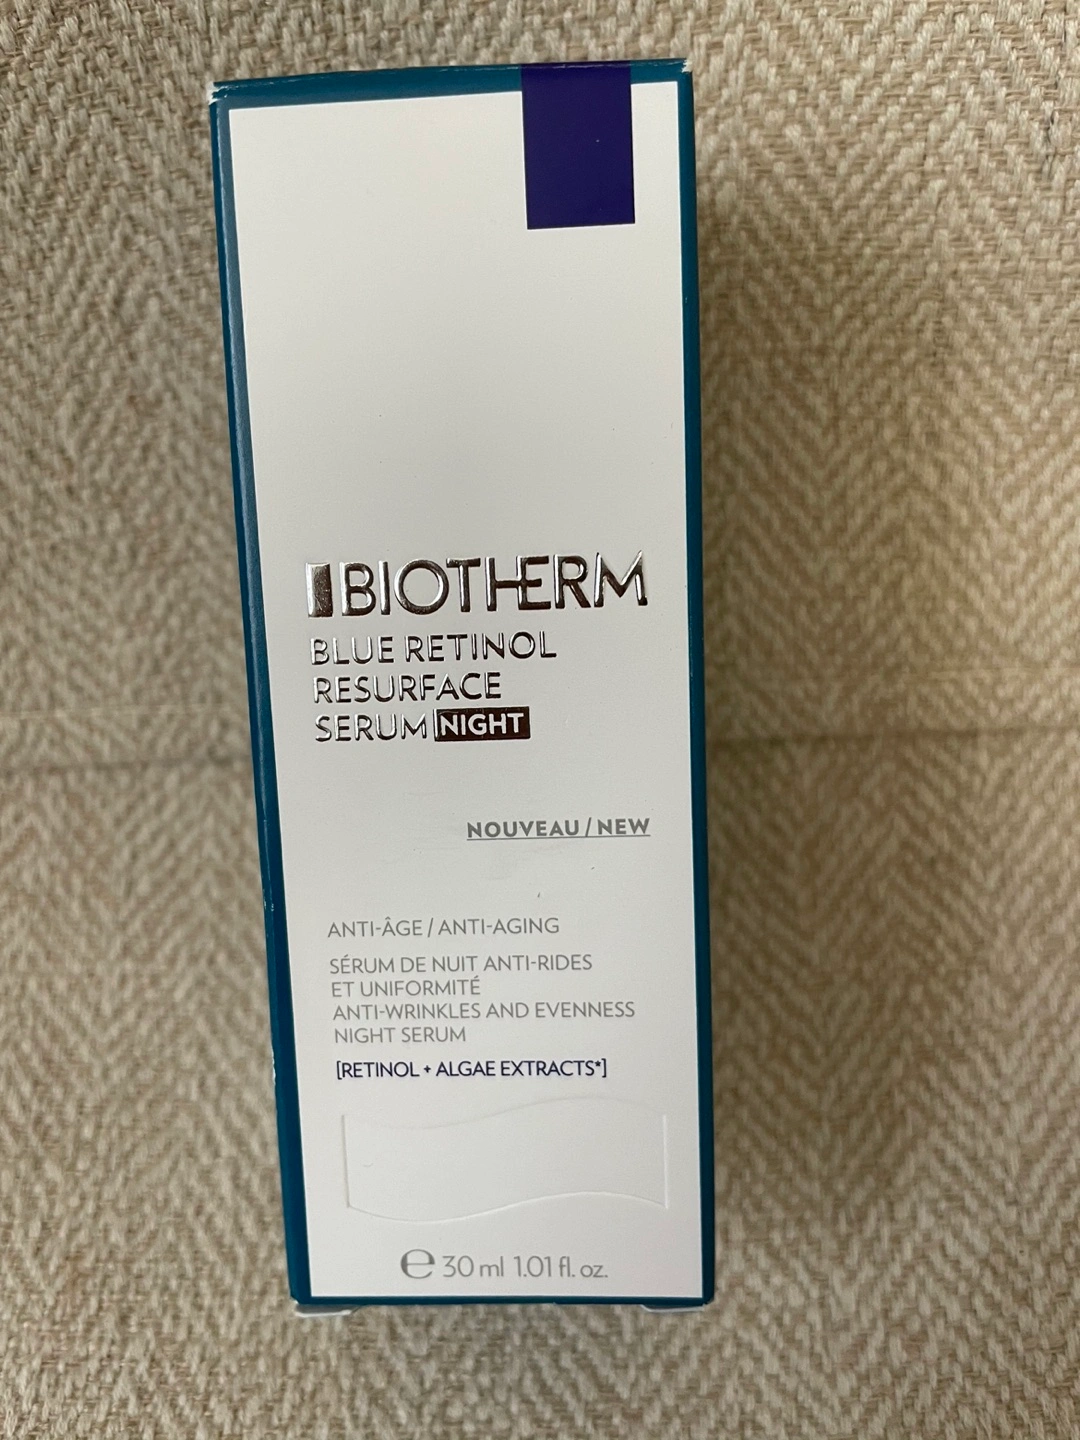 BIOTHERM
BLUE RETINOL
RESURFACE
SERUM NIGHT
NOUVEAU / NEW
ANTI-ÂGE / ANTI-AGING
SÉRUM DE NUIT ANTI-RIDES
ET UNIFORMITÉ
ANTI-WRINKLES AND EVENNESS
NIGHT SERUM
[RETINOL + ALGAE EXTRACTS*]
℮ 30 ml 1.01 fl. oz.